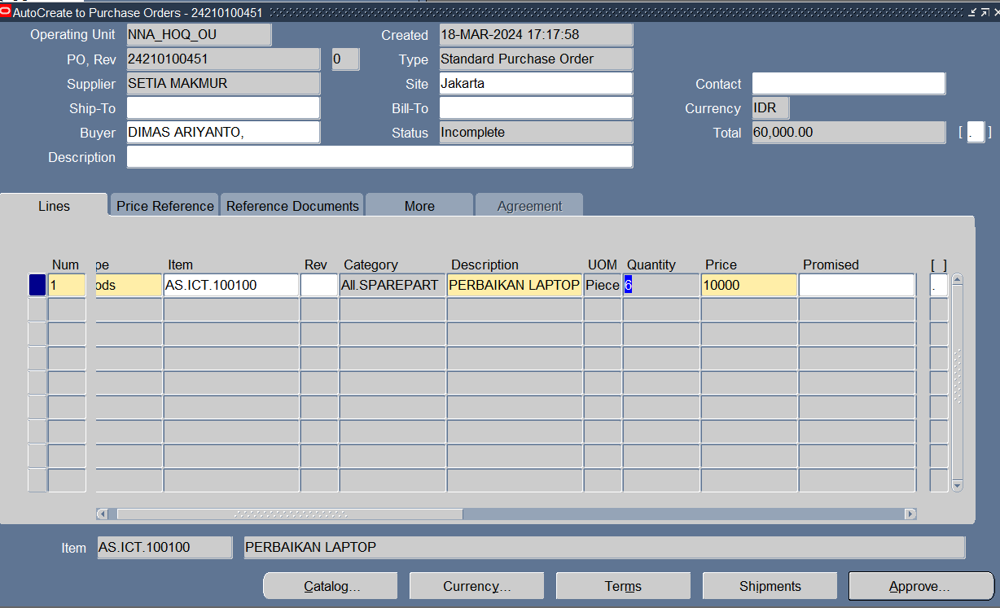 AutoCreate to Purchase Orders - 24210100451
Operating Unit NNA_HOQ_OU Created 18-MAR-2024 17:17:58
PO, Rev 24210100451 0 Type Standard Purchase Order
Supplier SETIA MAKMUR Site Jakarta Contact
Ship-To Bill-To Currency IDR
Buyer DIMAS ARIYANTO, Status Incomplete Total 60,000.00 [ . ]
Description
Lines Price Reference Reference Documents More Agreement
Num pe Item Rev Category Description UOM Quantity Price Promised [ ]
1 ods AS.ICT.100100 All.SPAREPART PERBAIKAN LAPTOP Piece 6 10000 .
Item AS.ICT.100100 PERBAIKAN LAPTOP
Catalog... Currency... Terms Shipments Approve...